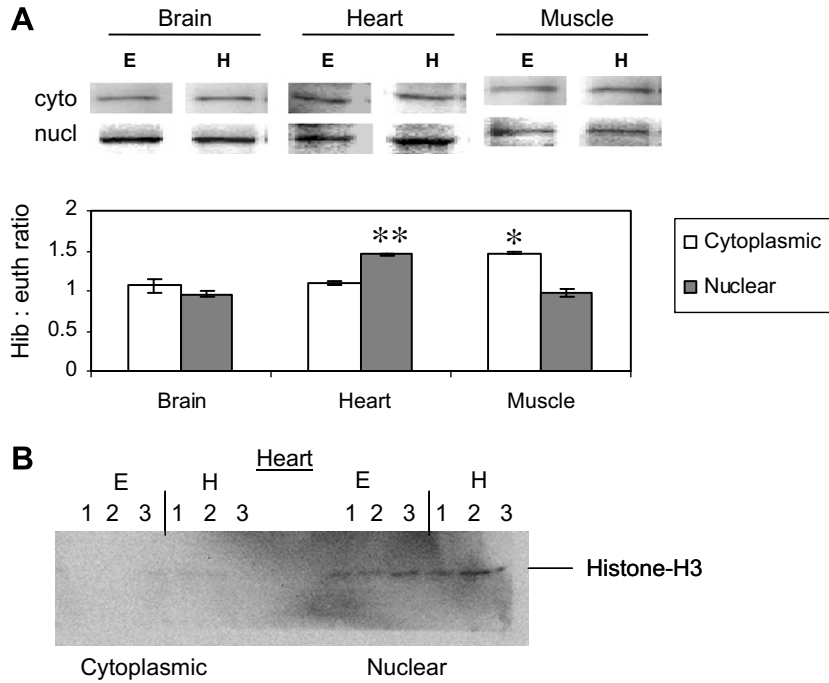 A
Brain Heart Muscle
E H E H E H
cyto
nucl
2
1.5
1
0.5
0
Hib : euth ratio
** *
Cytoplasmic
Nuclear
Brain Heart Muscle
B
Heart
E H E H
1 2 3 1 2 3 1 2 3 1 2 3
Histone-H3
Cytoplasmic Nuclear